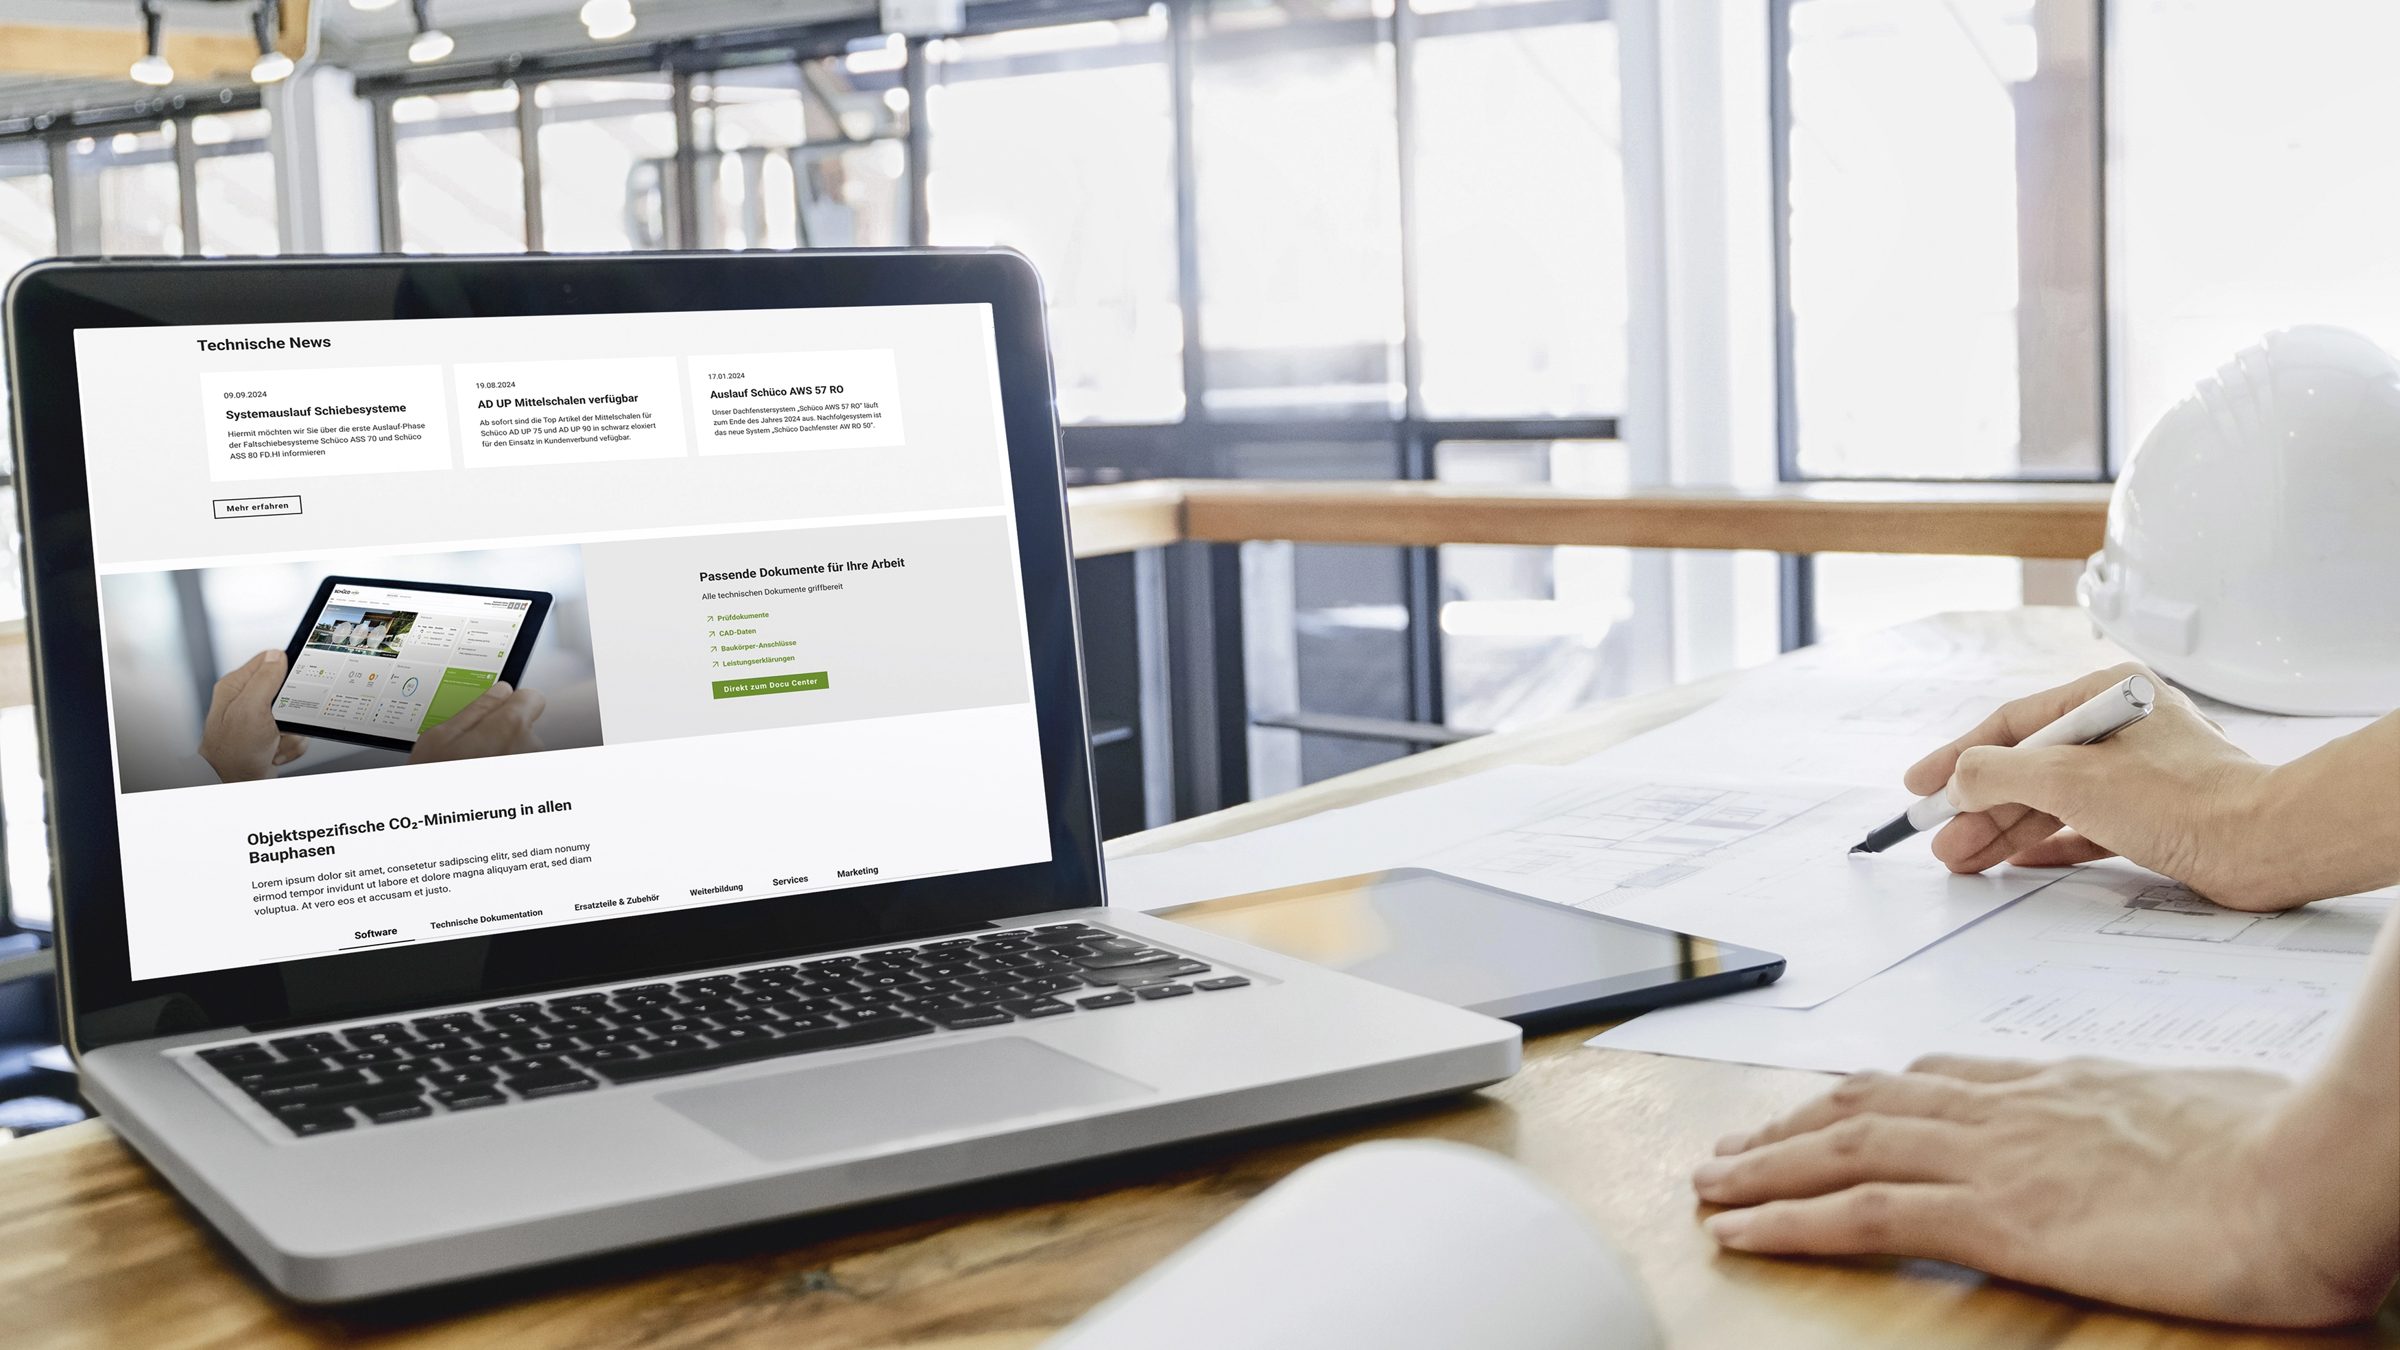 Technische News
09.09.2024
Systemauslauf Schiebesysteme
Hiermit möchten wir Sie über die erste Auslauf-Phase
der Faltschiebesysteme Schüco ASS 70 und Schüco
ASS 80 FD.HI informieren
19.08.2024
AD UP Mittelschalen verfügbar
Ab sofort sind die Top Artikel der Mittelschalen für
Schüco AD UP 75 und AD UP 90 in schwarz eloxiert
für den Einsatz in Kundenverbund vefügbar.
17.01.2024
Auslauf Schüco AWS 57 RO
Unser Dachfenstersystem „Schüco AWS 57 RO" läuft
zum Ende des Jahres 2024 aus. Nachfolgesystem ist
das neue System „Schüco Dachfenster AW RO 50".
Mehr erfahren
SCHÜCO
Passende Dokumente für Ihre Arbeit
Alle technischen Dokumente griffbereit
Prüfdokumente
CAD-Daten
Baukörper-Anschlüsse
Leistungserklärungen
Direkt zum Docu Center
Objektspezifische CO₂-Minimierung in allen
Bauphasen
Lorem ipsum dolor sit amet, consetetur sadipscing elitr, sed diam nonumy
eirmod tempor invidunt ut labore et dolore magna aliquyam erat, sed diam
voluptua. At vero eos et accusam et justo.
Software
Technische Dokumentation
Ersatzteile & Zubehör
Weiterbildung
Services
Marketing